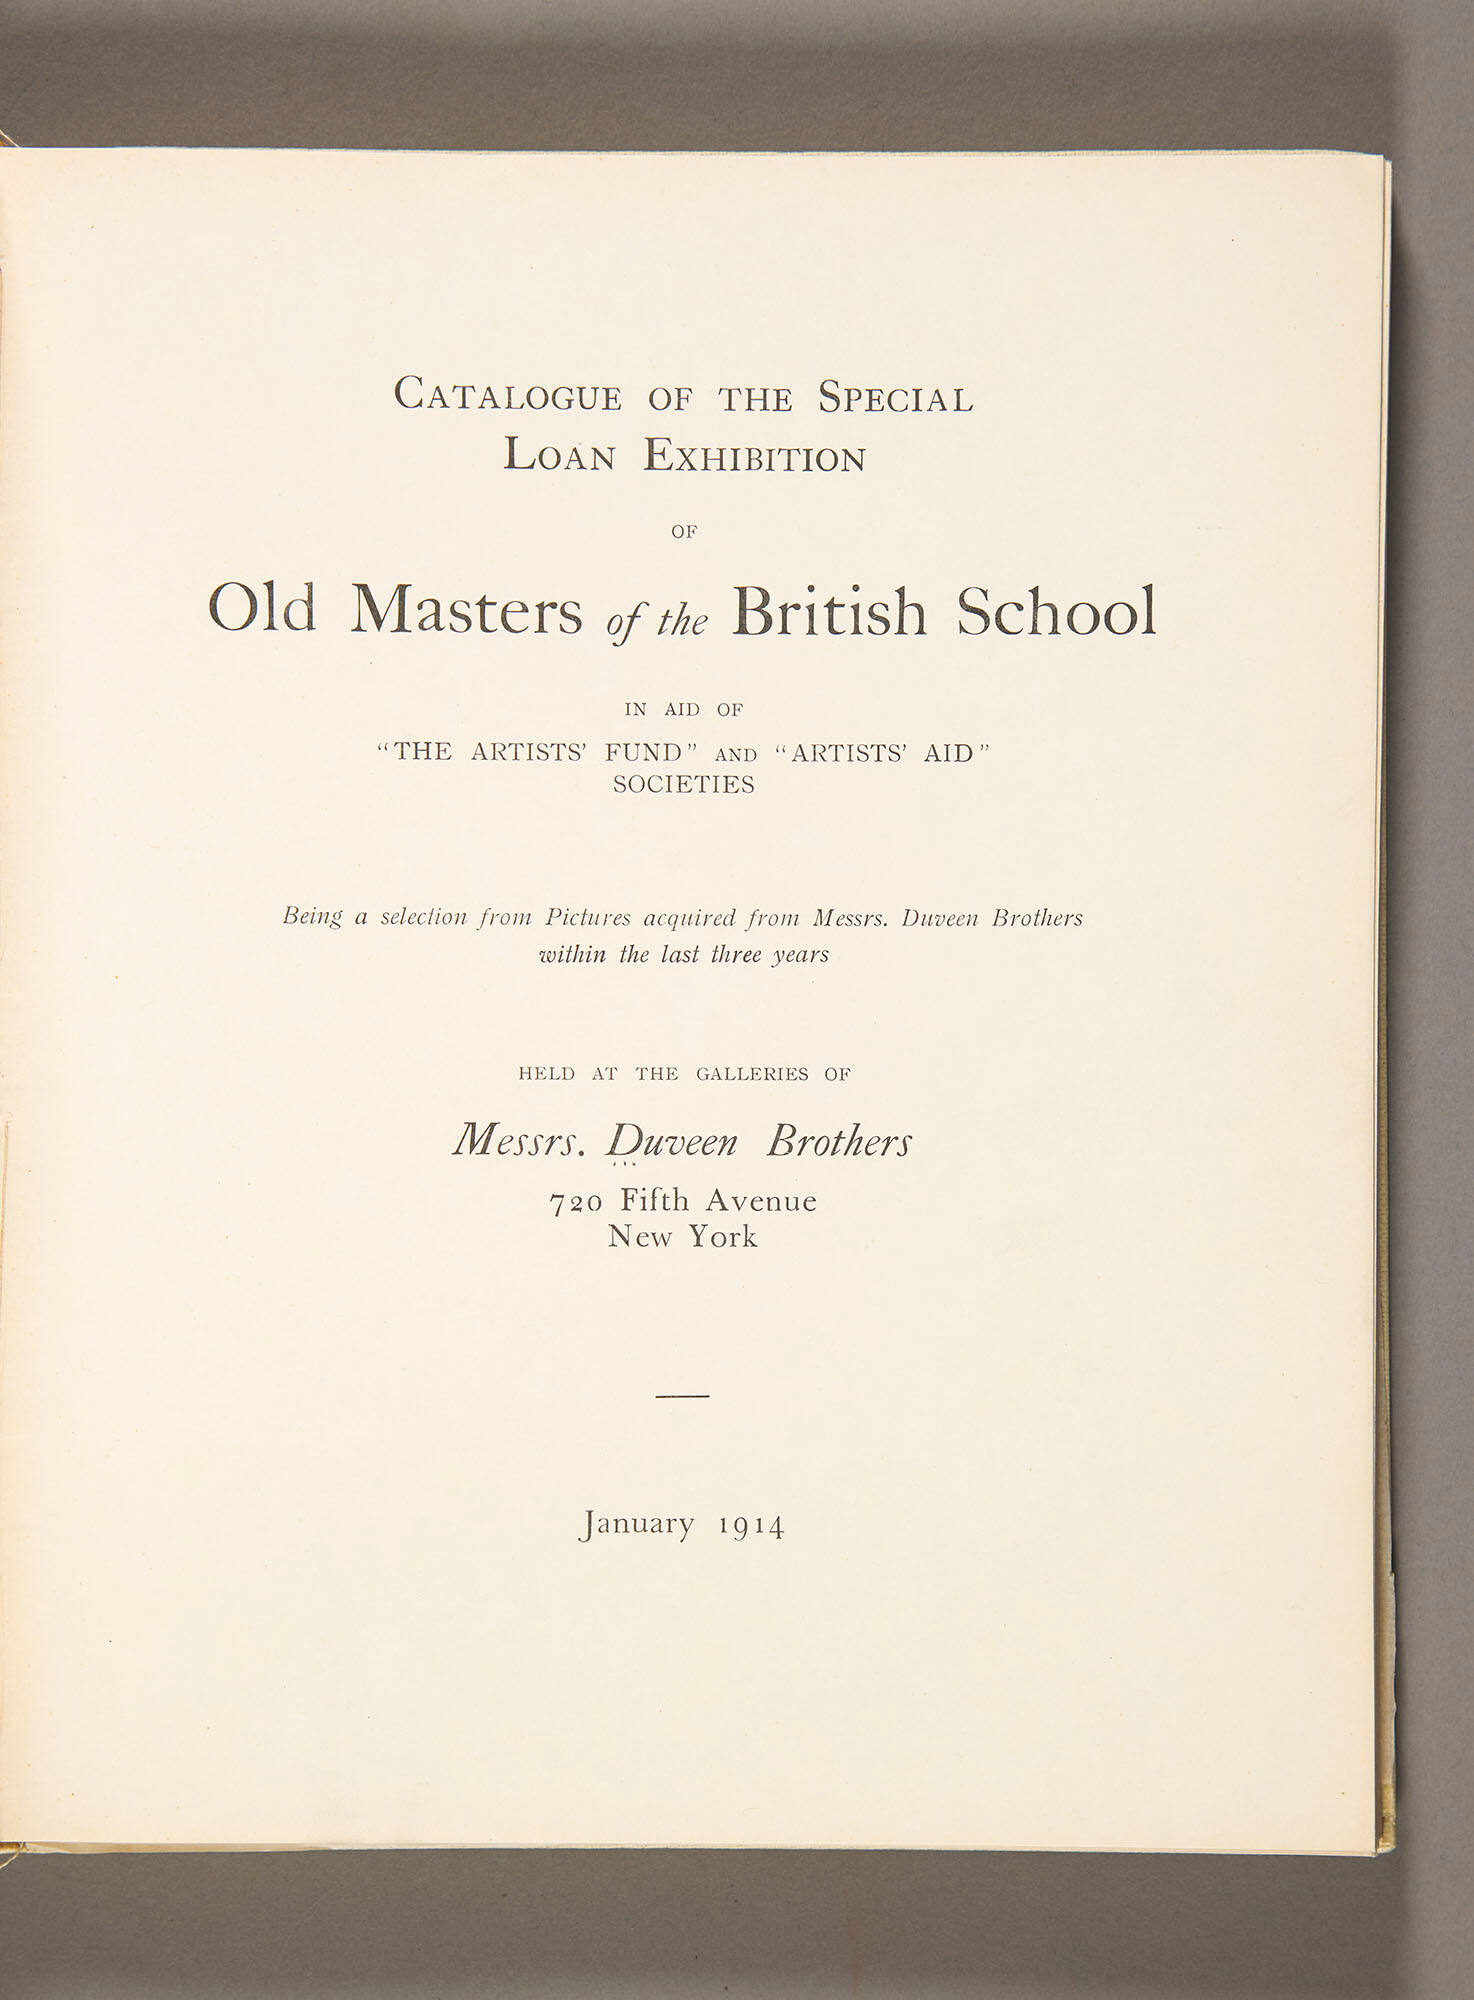 Catalogue of the Special
Loan Exhibition
OF
Old Masters of the British School
IN AID OF
“THE ARTISTS’ FUND” AND “ARTISTS’ AID”
SOCIETIES
Being a selection from Pictures acquired from Messrs. Duveen Brothers
within the last three years
HELD AT THE GALLERIES OF
Messrs. Duveen Brothers
720 Fifth Avenue
New York
January 1914